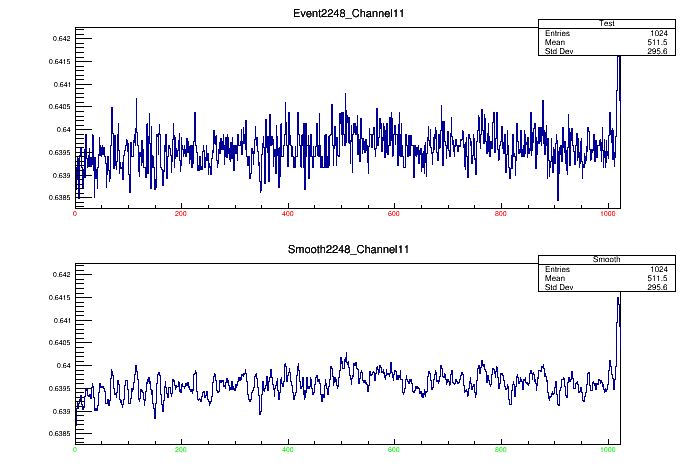 Event2248_Channel11
Test
Entries 1024
Mean 511.5
Std Dev 295.6
0.642
0.6415
0.641
0.6405
0.64
0.6395
0.639
0.6385
0 200 400 600 800 1000
Smooth2248_Channel11
Smooth
Entries 1024
Mean 511.5
Std Dev 295.6
0.642
0.6415
0.641
0.6405
0.64
0.6395
0.639
0.6385
0 200 400 600 800 1000